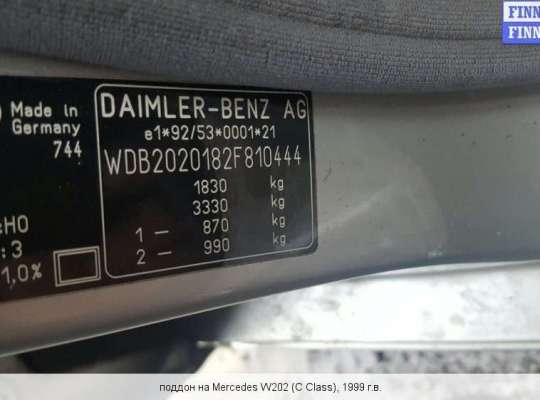 FINN
FINN
Made in
Germany
744
DAIMLER-BENZ AG
e1*92/53*0001*21
WDB2020182F810444
1830 kg
3330 kg
1 — 870 kg
2 — 990 kg
HO
: 3
1,0%
поддон на Mercedes W202 (C Class), 1999 г.в.